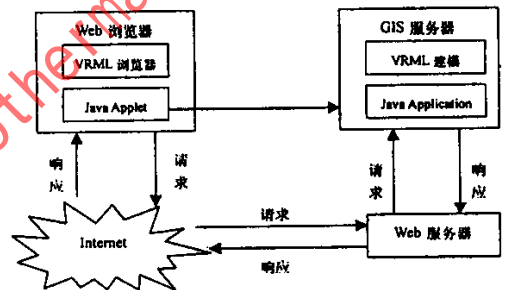 Web 浏览器
VRML 浏览器
Java Applet
GIS 服务器
VRML 建模
Java Application
响应
请求
请求
响应
Internet
请求
响应
Web 服务器
otherma